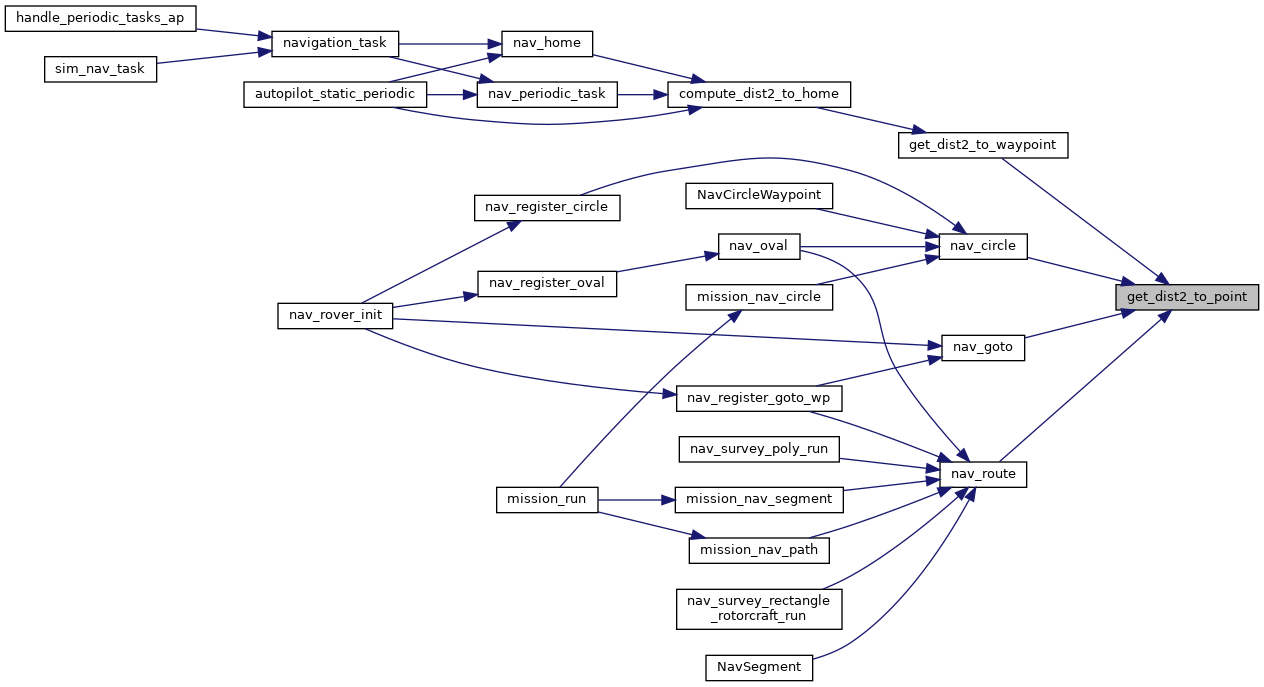 handle_periodic_tasks_ap
navigation_task
nav_home
sim_nav_task
autopilot_static_periodic
nav_periodic_task
compute_dist2_to_home
get_dist2_to_waypoint
nav_register_circle
NavCircleWaypoint
nav_oval
nav_circle
nav_register_oval
mission_nav_circle
get_dist2_to_point
nav_rover_init
nav_goto
nav_register_goto_wp
nav_survey_poly_run
nav_route
mission_run
mission_nav_segment
mission_nav_path
nav_survey_rectangle
_rotorcraft_run
NavSegment